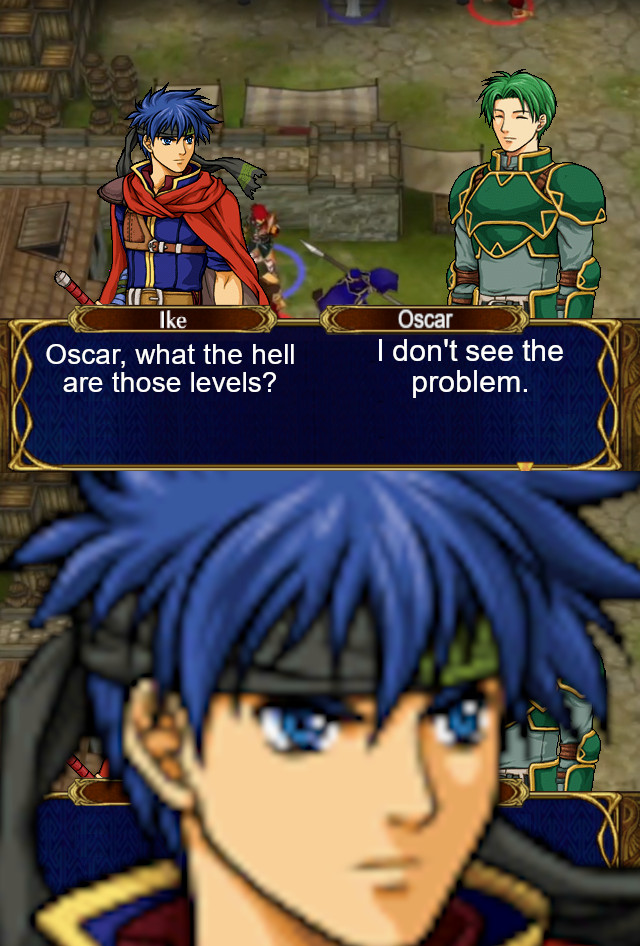 Ike
Oscar, what the hell
are those levels?
Oscar
I don't see the
problem.